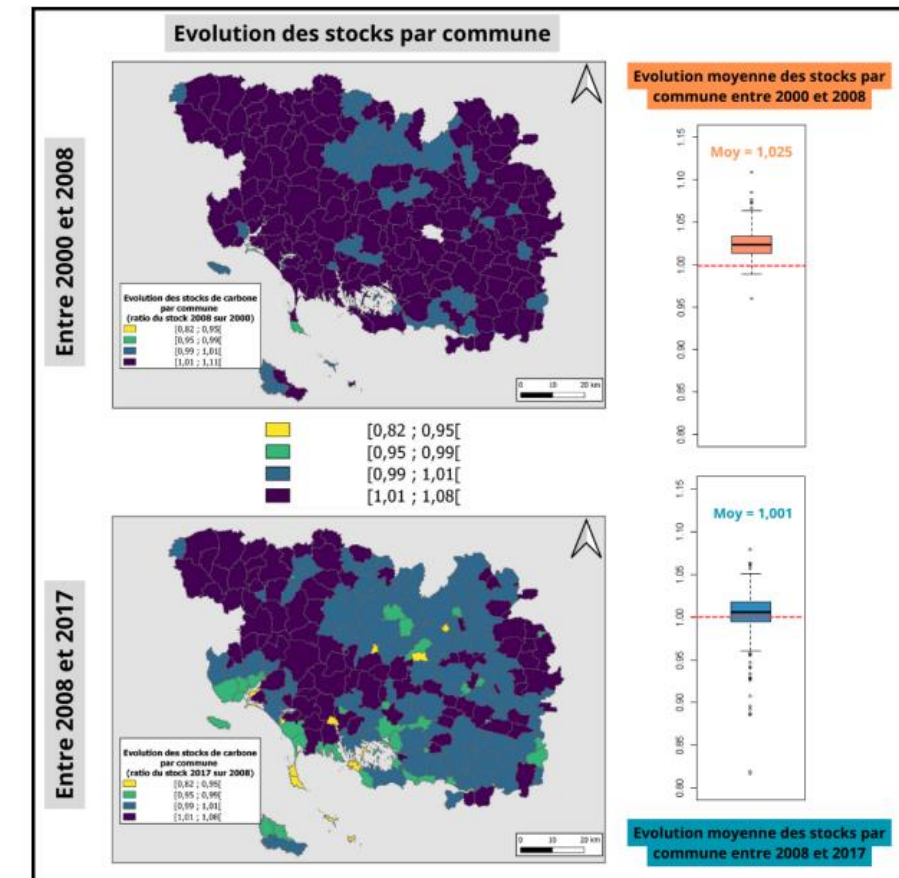 Evolution des stocks par commune
Entre 2000 et 2008
Evolution des stocks de carbone
par commune
(ratio du stock 2008 sur 2000)
[0,82 ; 0,95[
[0,95 ; 0,99[
[0,99 ; 1,01[
[1,01 ; 1,11[
0 10 20 km
Evolution moyenne des stocks par
commune entre 2000 et 2008
Moy = 1,025
1.15
1.10
1.05
1.00
0.95
0.90
0.85
0.80
[0,82 ; 0,95[
[0,95 ; 0,99[
[0,99 ; 1,01[
[1,01 ; 1,08[
Entre 2008 et 2017
Evolution des stocks de carbone
par commune
(ratio du stock 2017 sur 2008)
[0,82 ; 0,95[
[0,95 ; 0,99[
[0,99 ; 1,01[
[1,01 ; 1,08[
0 10 20 km
Moy = 1,001
1.15
1.10
1.05
1.00
0.95
0.90
0.85
0.80
Evolution moyenne des stocks par
commune entre 2008 et 2017